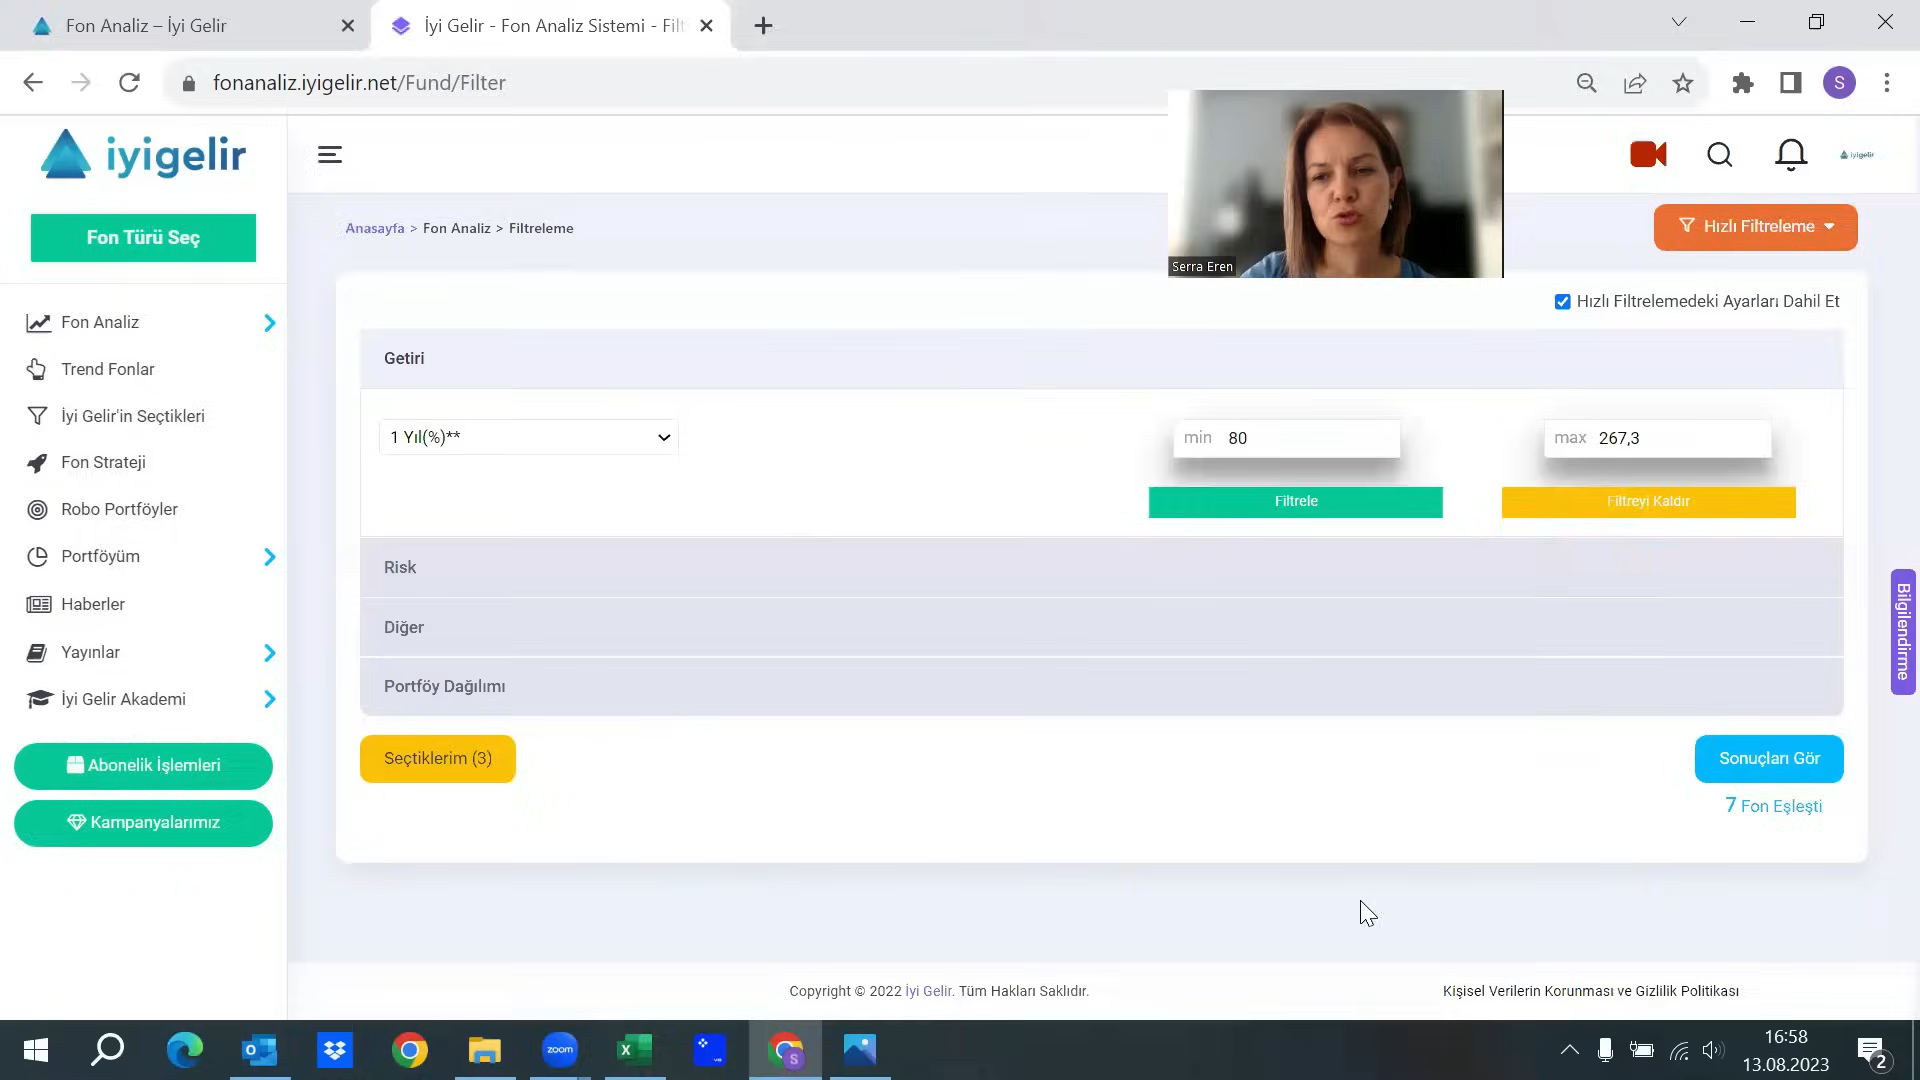 Fon Analiz – İyi Gelir
İyi Gelir - Fon Analiz Sistemi - Filt
fonanaliz.iyigelir.net/Fund/Filter
S
iyigelir
iyigelir
Fon Türü Seç
Anasayfa > Fon Analiz > Filtreleme
Serra Eren
Hızlı Filtreleme
Hızlı Filtrelemedeki Ayarları Dahil Et
Fon Analiz
Trend Fonlar
İyi Gelir'in Seçtikleri
Fon Strateji
Robo Portföyler
Portföyüm
Haberler
Yayınlar
İyi Gelir Akademi
Abonelik İşlemleri
Kampanyalarımız
Getiri
1 Yıl(%)**
min 80
max 267,3
Filtrele
Filtreyi Kaldır
Risk
Diğer
Portföy Dağılımı
Seçtiklerim (3)
Sonuçları Gör
7 Fon Eşleşti
Bilgilendirme
Copyright © 2022 İyi Gelir. Tüm Hakları Saklıdır.
Kişisel Verilerin Korunması ve Gizlilik Politikası
zoom
S
16:58
13.08.2023
2